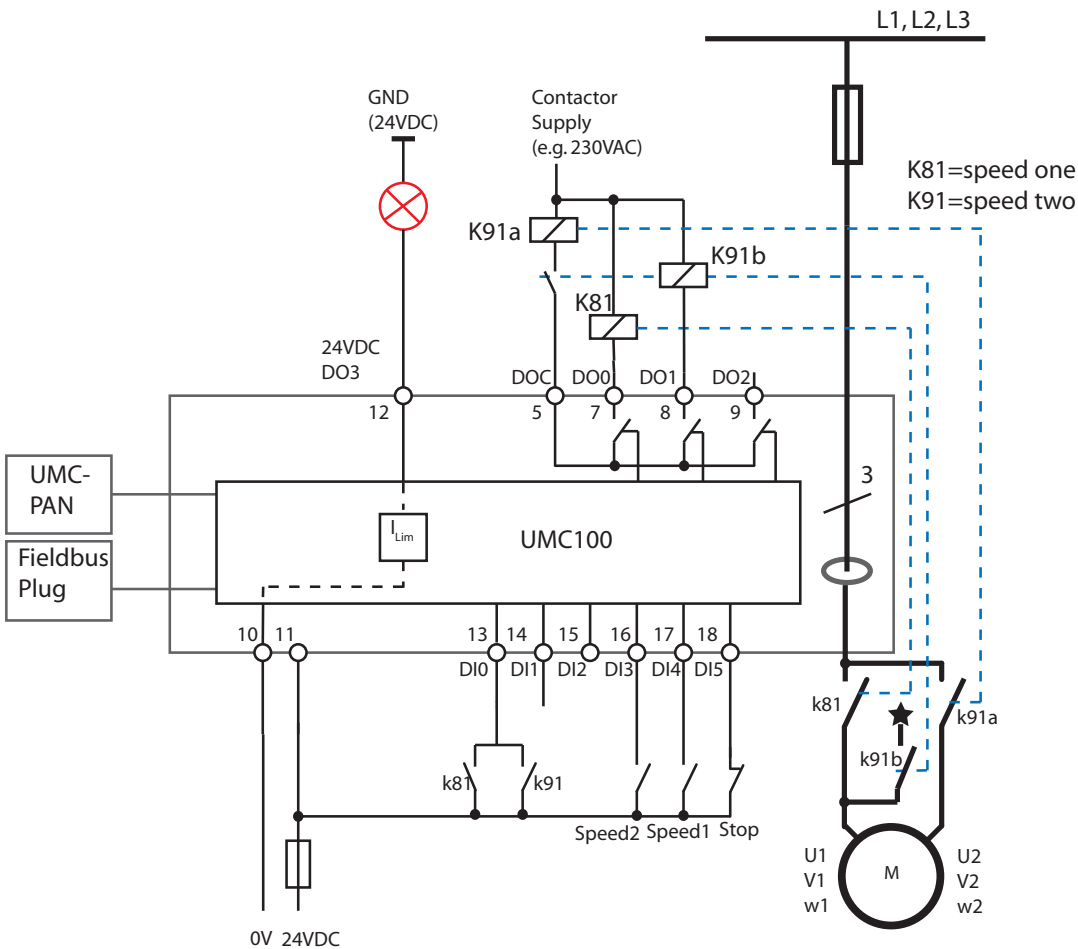 L1, L2, L3
GND
(24VDC)
Contactor
Supply
(e.g. 230VAC)
K81=speed one
K91=speed two
K91a
K91b
K81
24VDC
DO3
DOC
DO0
DO1
DO2
12
5
7
8
9
UMC-
PAN
3
I Lim
UMC100
Fieldbus
Plug
10
11
13
14
15
16
17
18
DI0
DI1
DI2
DI3
DI4
DI5
k81
k91a
k91b
k81
k91
Speed2
Speed1
Stop
U1
V1
w1
M
U2
V2
w2
0V
24VDC